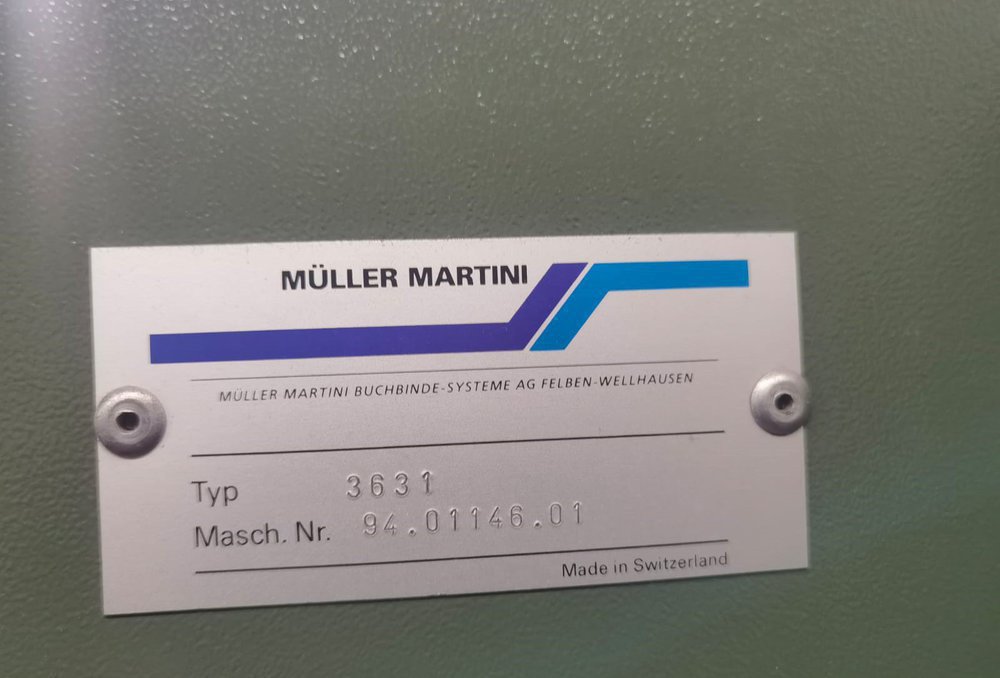 MÜLLER MARTINI
MÜLLER MARTINI BUCHBINDE-SYSTEME AG FELBEN-WELLHAUSEN
Typ 3631
Masch. Nr. 94.01146.01
Made in Switzerland